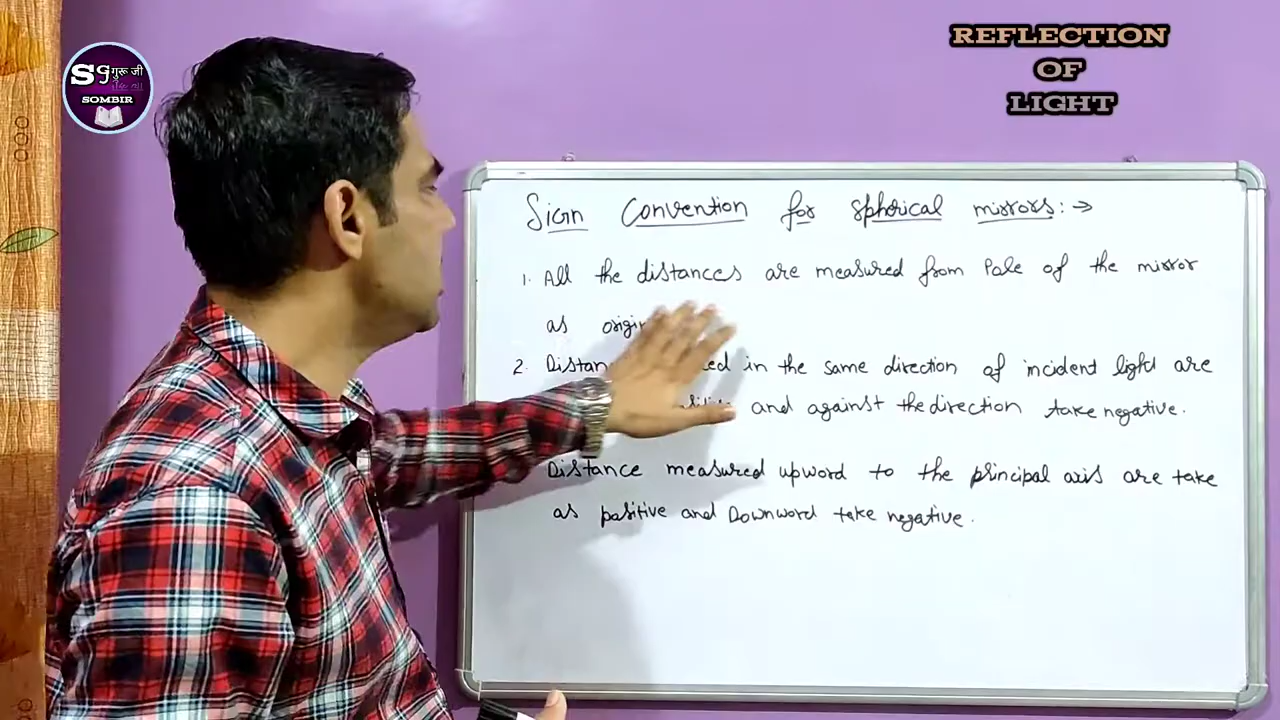 SG गुरू जी
SOMBIR
REFLECTION
OF
LIGHT
Sign Convention for spherical mirrors:→
1. All the distances are measured from Pole of the mirror
as origin
2. Distan ed in the same direction of incident light are
and against the direction take negative.
Distance measured upword to the principal axis are take
as positive and Downword take negative.